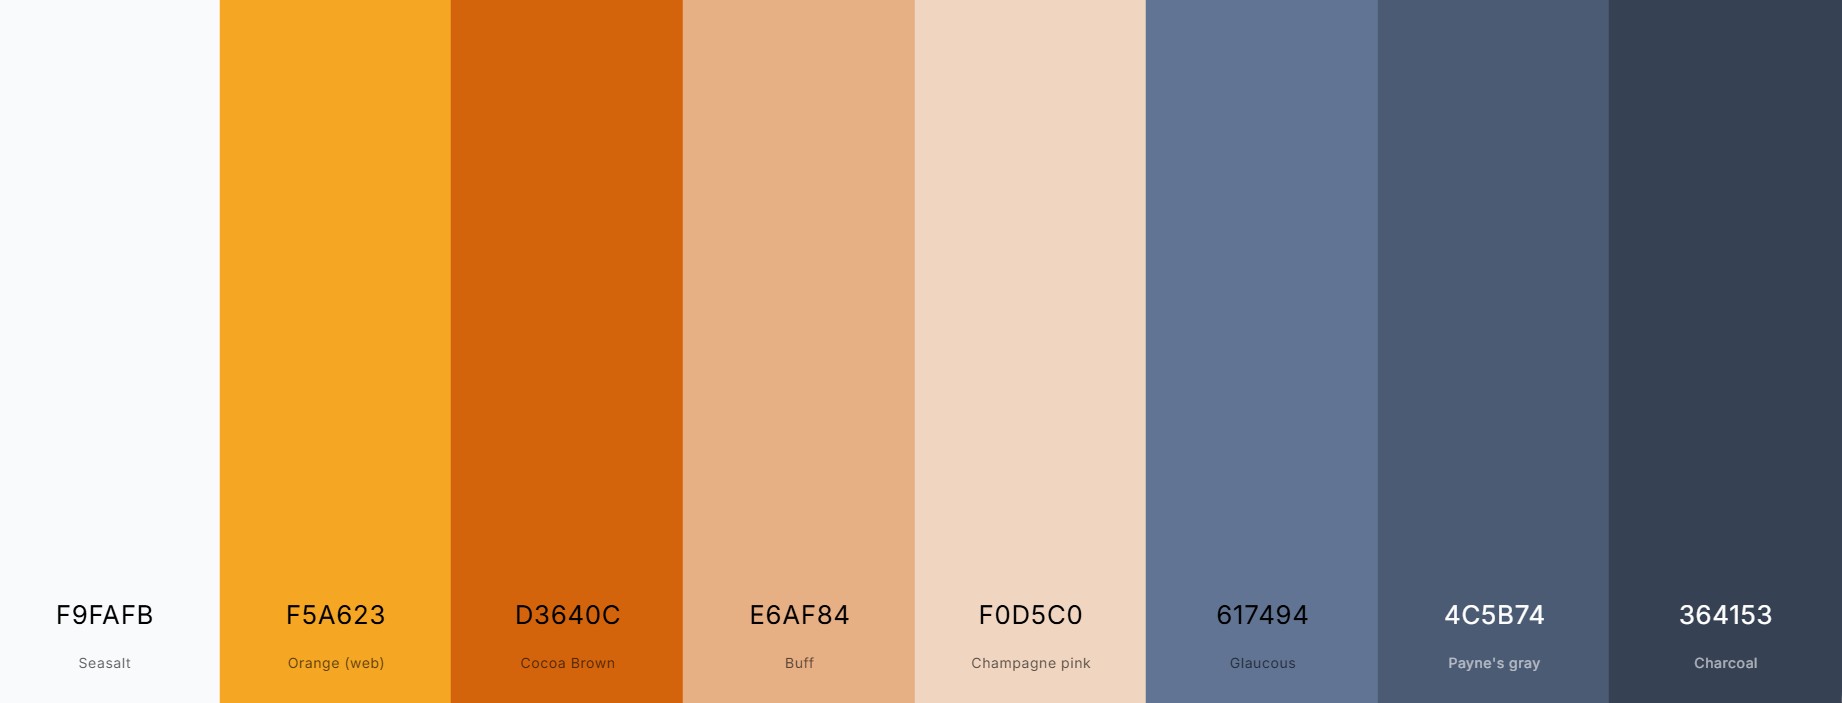 F9FAFB
Seasalt
F5A623
Orange (web)
D3640C
Cocoa Brown
E6AF84
Buff
F0D5C0
Champagne pink
617494
Glaucous
4C5B74
Payne's gray
364153
Charcoal